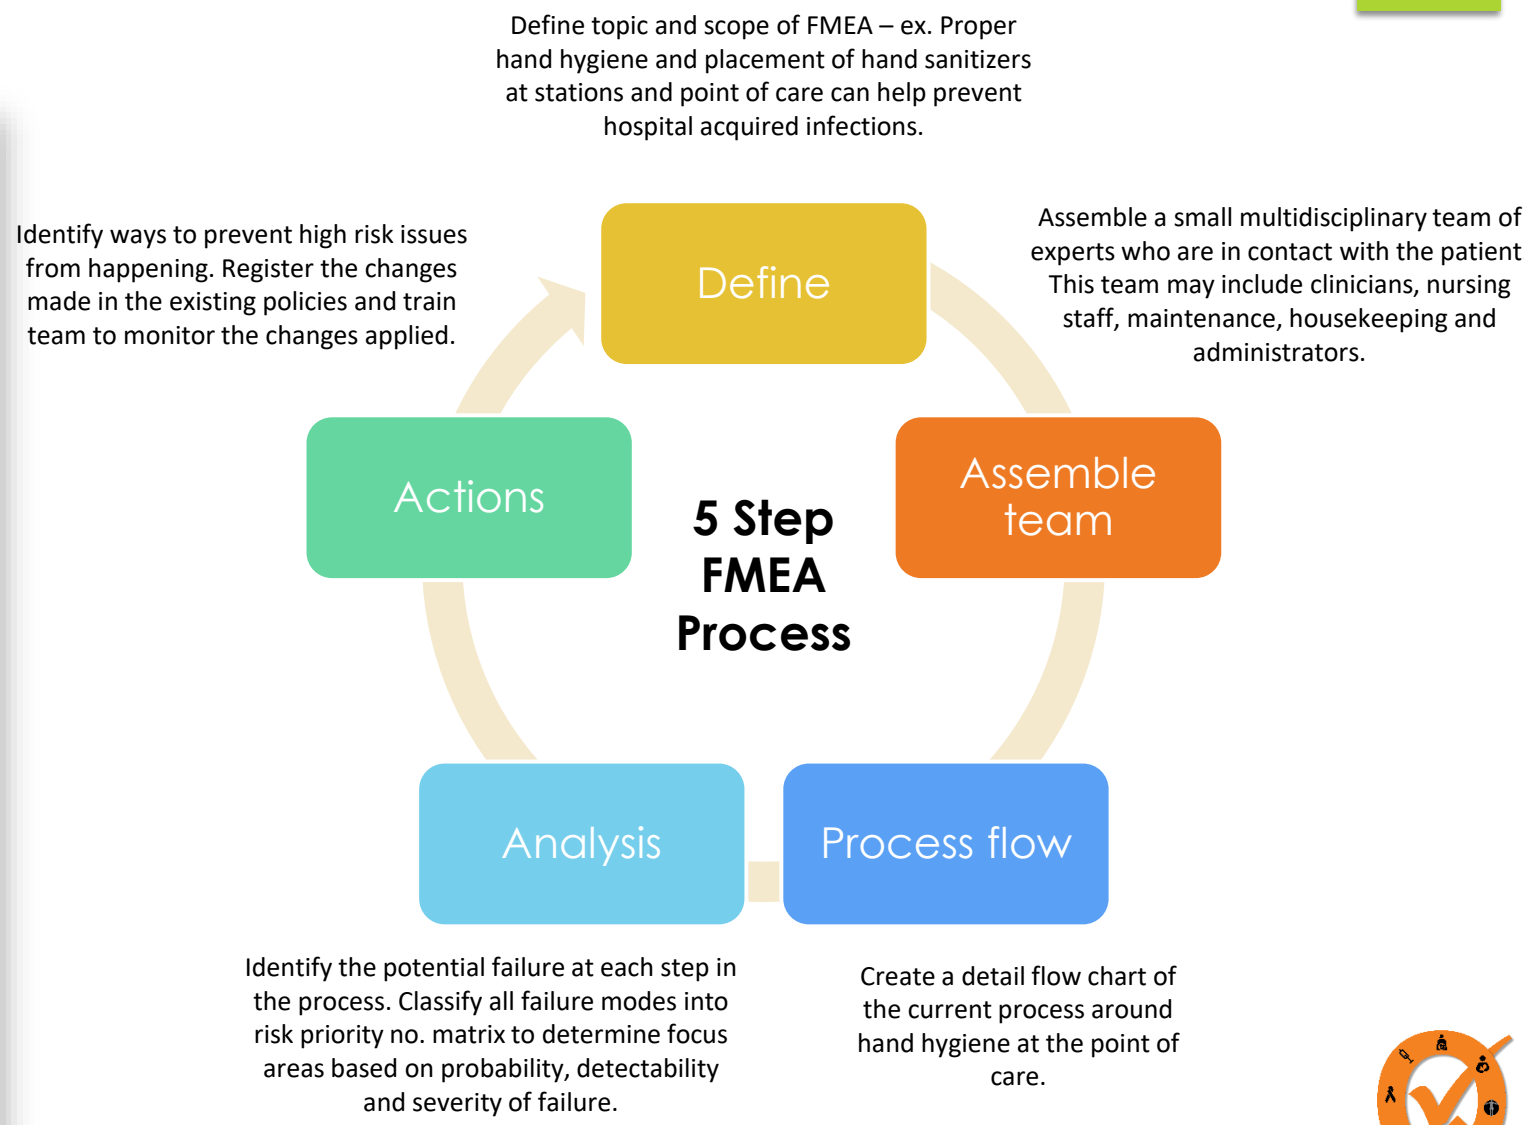 Define topic and scope of FMEA – ex. Proper
hand hygiene and placement of hand sanitizers
at stations and point of care can help prevent
hospital acquired infections.
Define
Assemble a small multidisciplinary team of
experts who are in contact with the patient
This team may include clinicians, nursing
staff, maintenance, housekeeping and
administrators.
Assemble
team
Process flow
Create a detail flow chart of
the current process around
hand hygiene at the point of
care.
Analysis
Identify the potential failure at each step in
the process. Classify all failure modes into
risk priority no. matrix to determine focus
areas based on probability, detectability
and severity of failure.
Actions
Identify ways to prevent high risk issues
from happening. Register the changes
made in the existing policies and train
team to monitor the changes applied.
5 Step
FMEA
Process